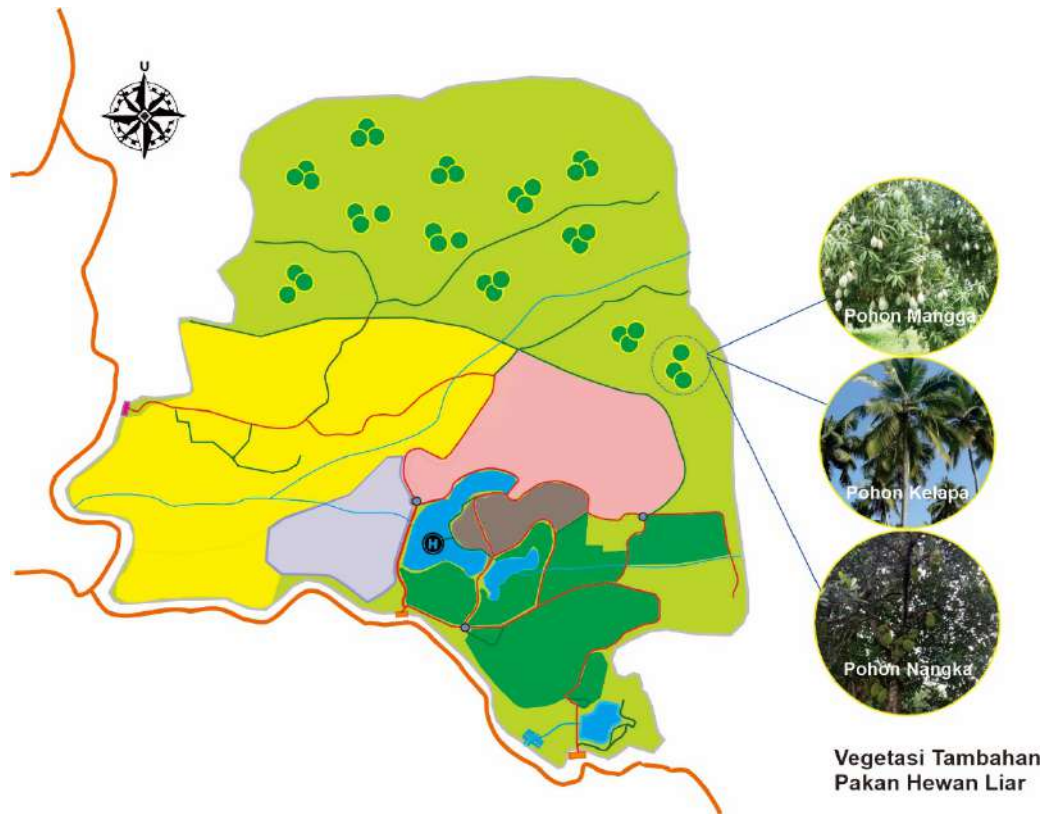 U
Pohon Mangga
Pohon Kelapa
H
Pohon Nangka
Vegetasi Tambahan
Pakan Hewan Liar